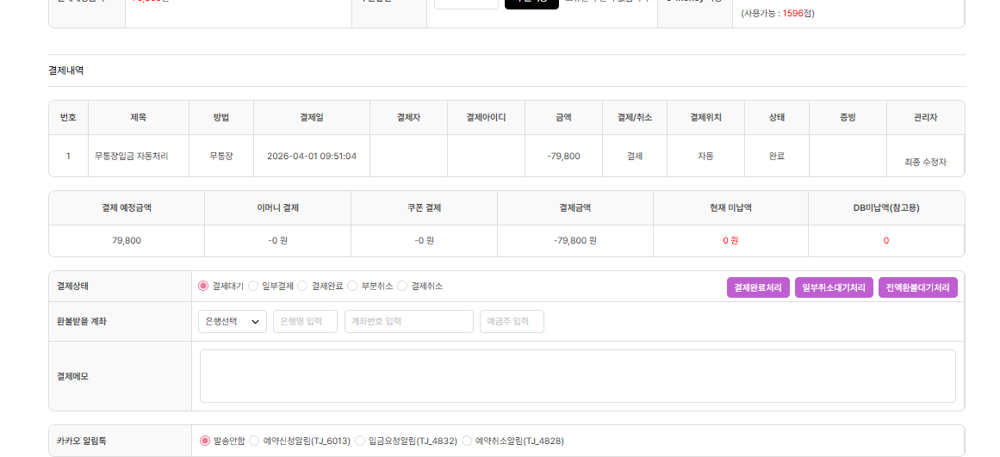 (사용가능 : 1596점)
결제내역
번호 제목 방법 결제일 결제자 결제아이디 금액 결제/취소 결제위치 상태 증빙 관리자
1 무통장입금 자동처리 무통장 2026-04-01 09:51:04 -79,800 결제 자동 완료 최종 수정자
결제 예정금액 이머니 결제 쿠폰 결제 결제금액 현재 미납액 DB미납액(참고용)
79,800 -0 원 -0 원 -79,800 원 0 원 0
결제상태 결제대기 일부결제 결제완료 부분취소 결제취소 결제완료처리 일부취소대기처리 전액환불대기처리
환불받을 계좌 은행선택 은행명 입력 계좌번호 입력 예금주 입력
결제메모
카카오 알림톡 발송안함 예약신청알림(TJ_6013) 입금요청알림(TJ_4832) 예약취소알림(TJ_4828)